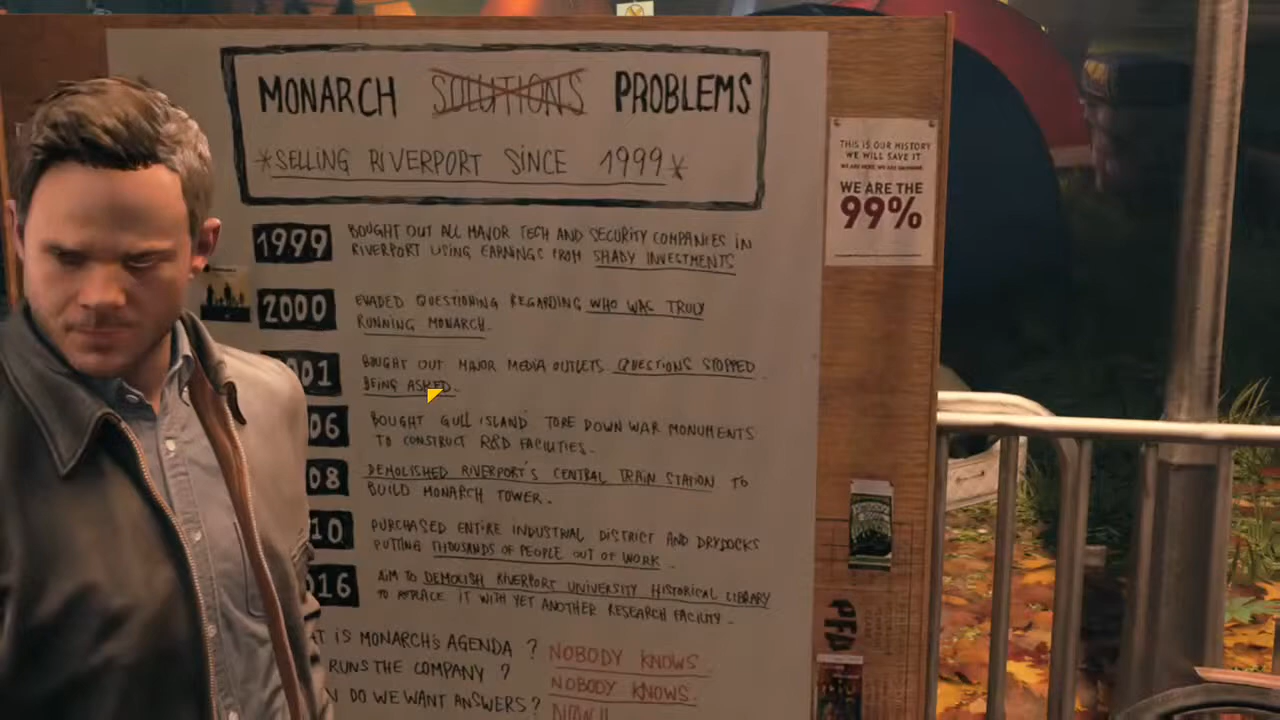 MONARCH SOLUTIONS PROBLEMS
*SELLING RIVERPORT SINCE 1999*
1999 BOUGHT OUT ALL MAJOR TECH AND SECURITY COMPANIES IN
RIVERPORT USING EARNINGS FROM SHADY INVESTMENTS
2000 EVADED QUESTIONING REGARDING WHO WAS TRULY
RUNNING MONARCH.
01 BOUGHT OUT MAJOR MEDIA OUTLETS. QUESTIONS STOPPED
BEING ASKED.
06 BOUGHT GULL ISLAND TORE DOWN WAR MONUMENTS
TO CONSTRUCT R&D FACILITIES.
08 DEMOLISHED RIVERPORT'S CENTRAL TRAIN STATION TO
BUILD MONARCH TOWER.
10 PURCHASED ENTIRE INDUSTRIAL DISTRICT AND DRYDOCKS
PUTTING THOUSANDS OF PEOPLE OUT OF WORK.
016 AIM TO DEMOLISH RIVERPORT UNIVERSITY HISTORICAL LIBRARY
TO REPLACE IT WITH YET ANOTHER RESEARCH FACILITY.
T IS MONARCH'S AGENDA ? NOBODY KNOWS.
RUNS THE COMPANY ? NOBODY KNOWS.
DO WE WANT ANSWERS?
THIS IS OUR HISTORY
WE WILL SAVE IT
WE ARE THE
99%